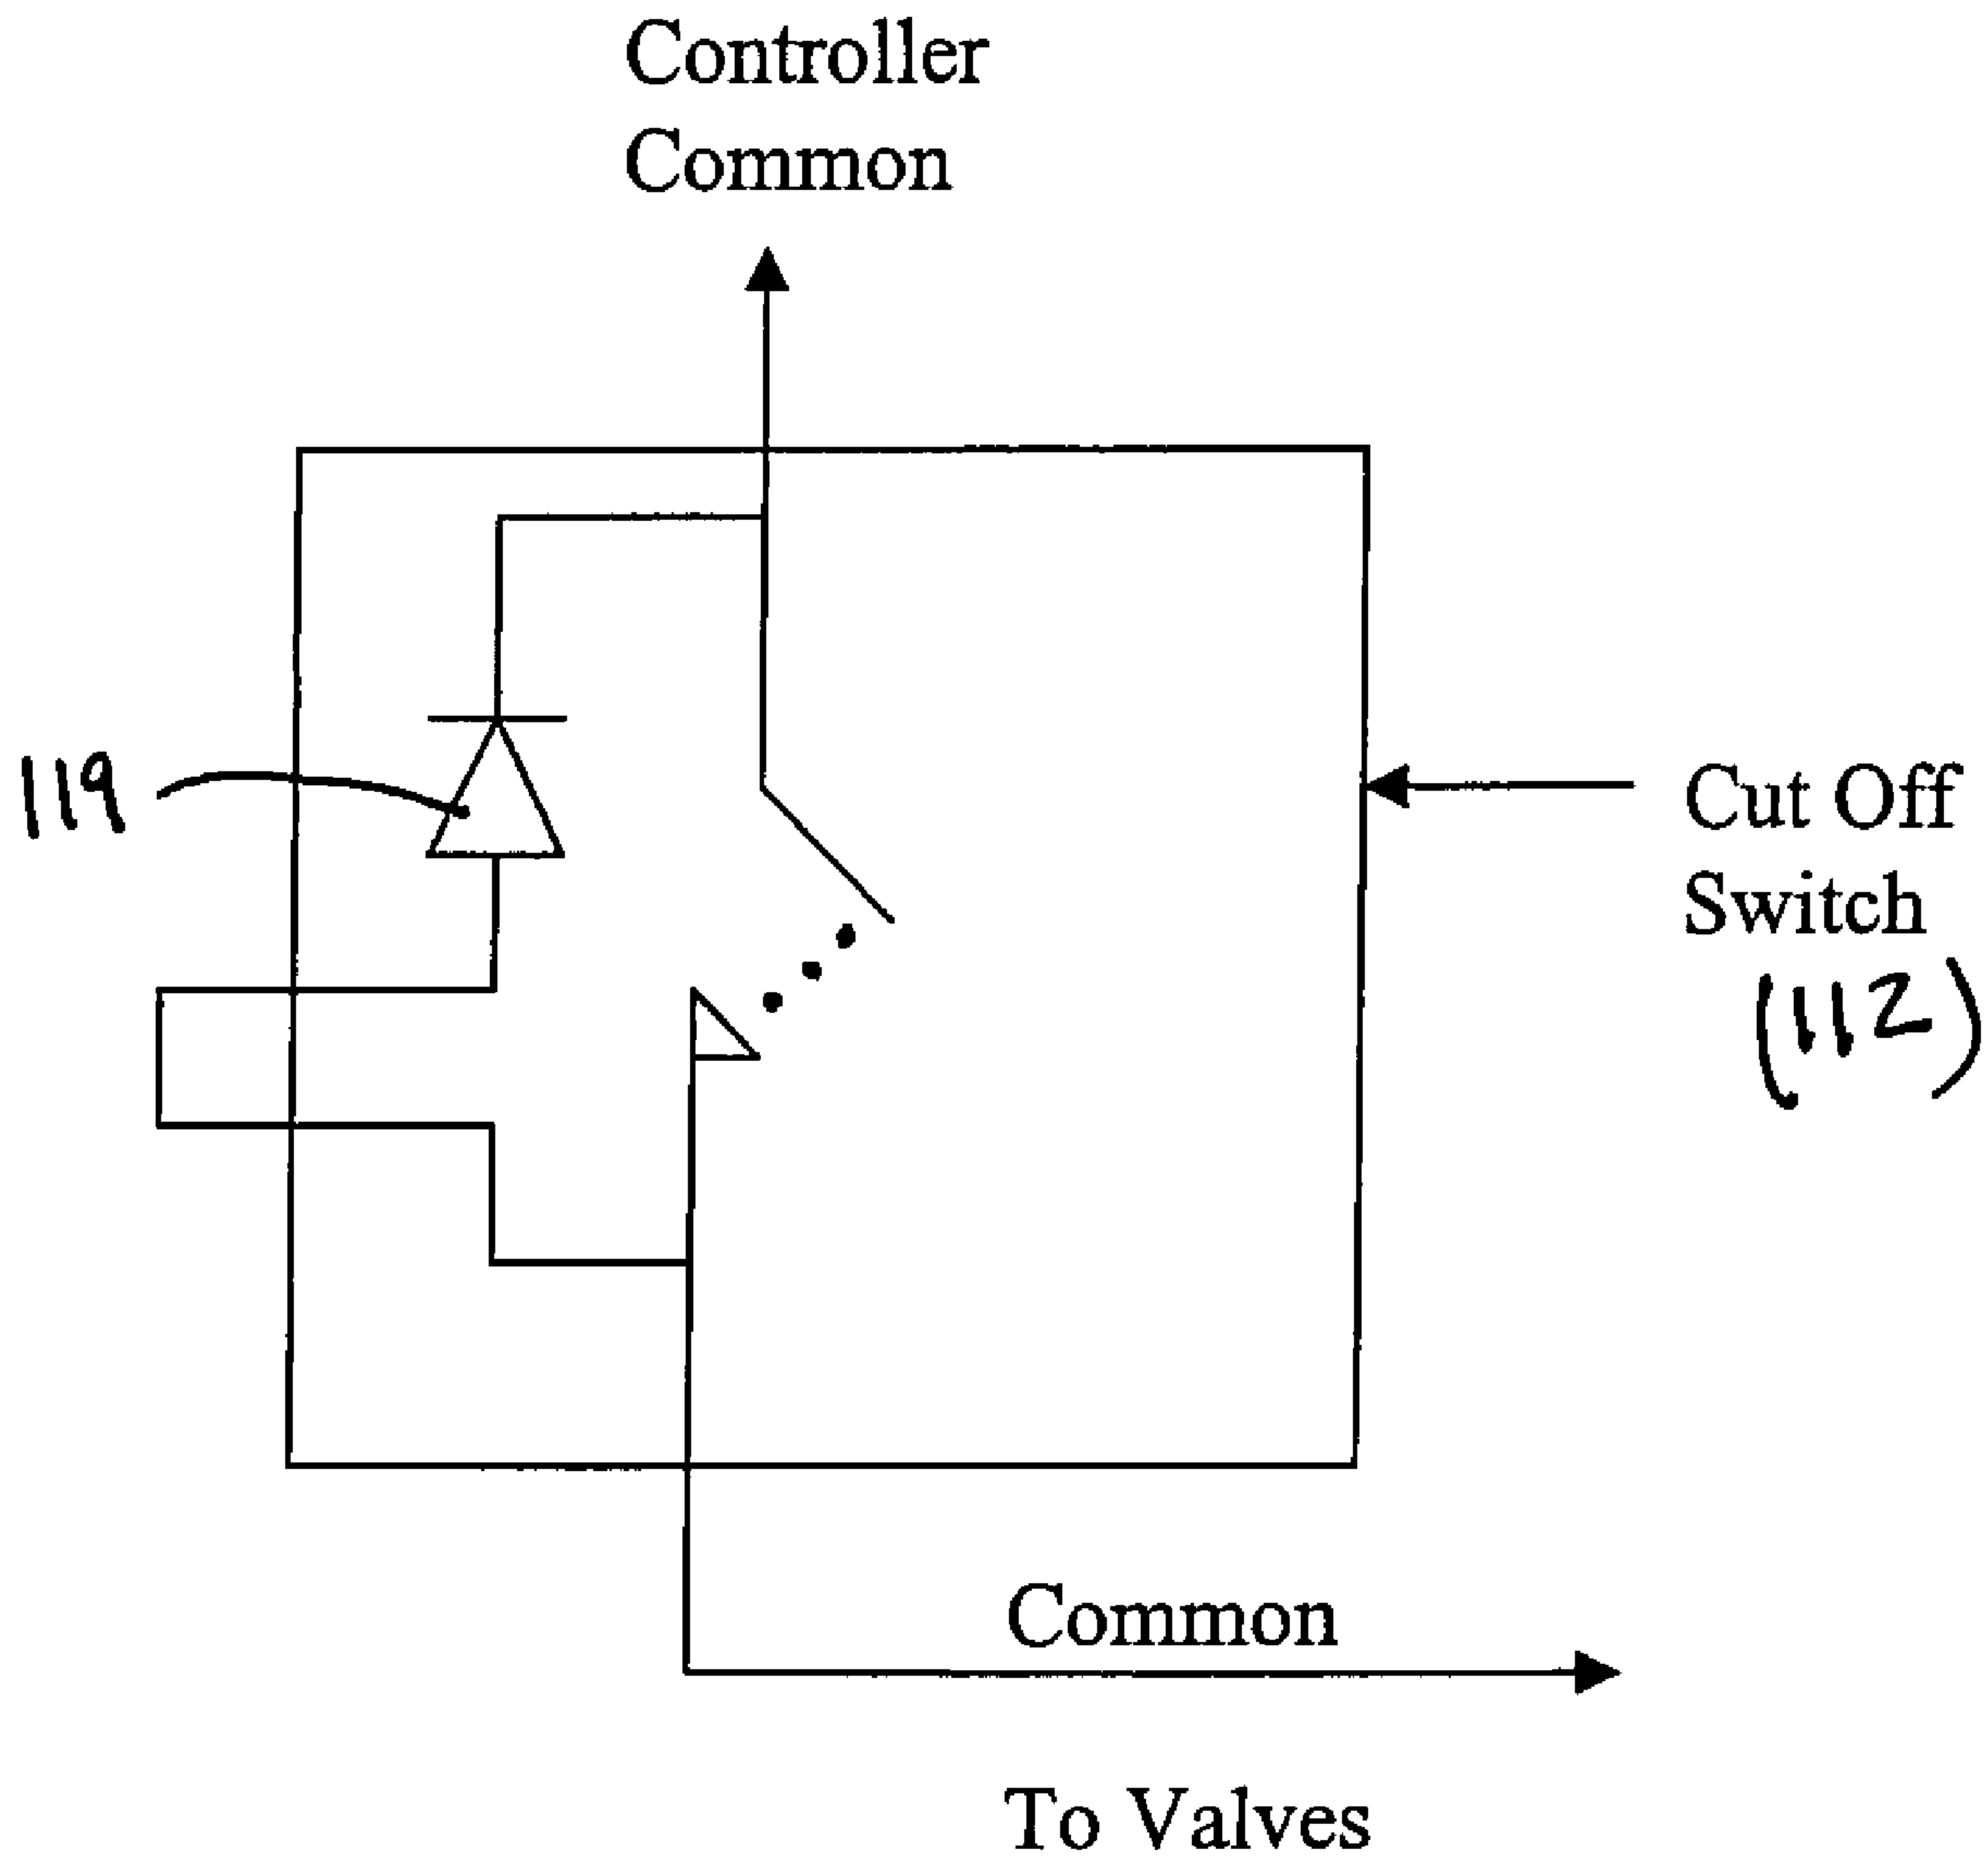 Controller
Common
119
Cut Off
Switch
(112)
Common
To Valves